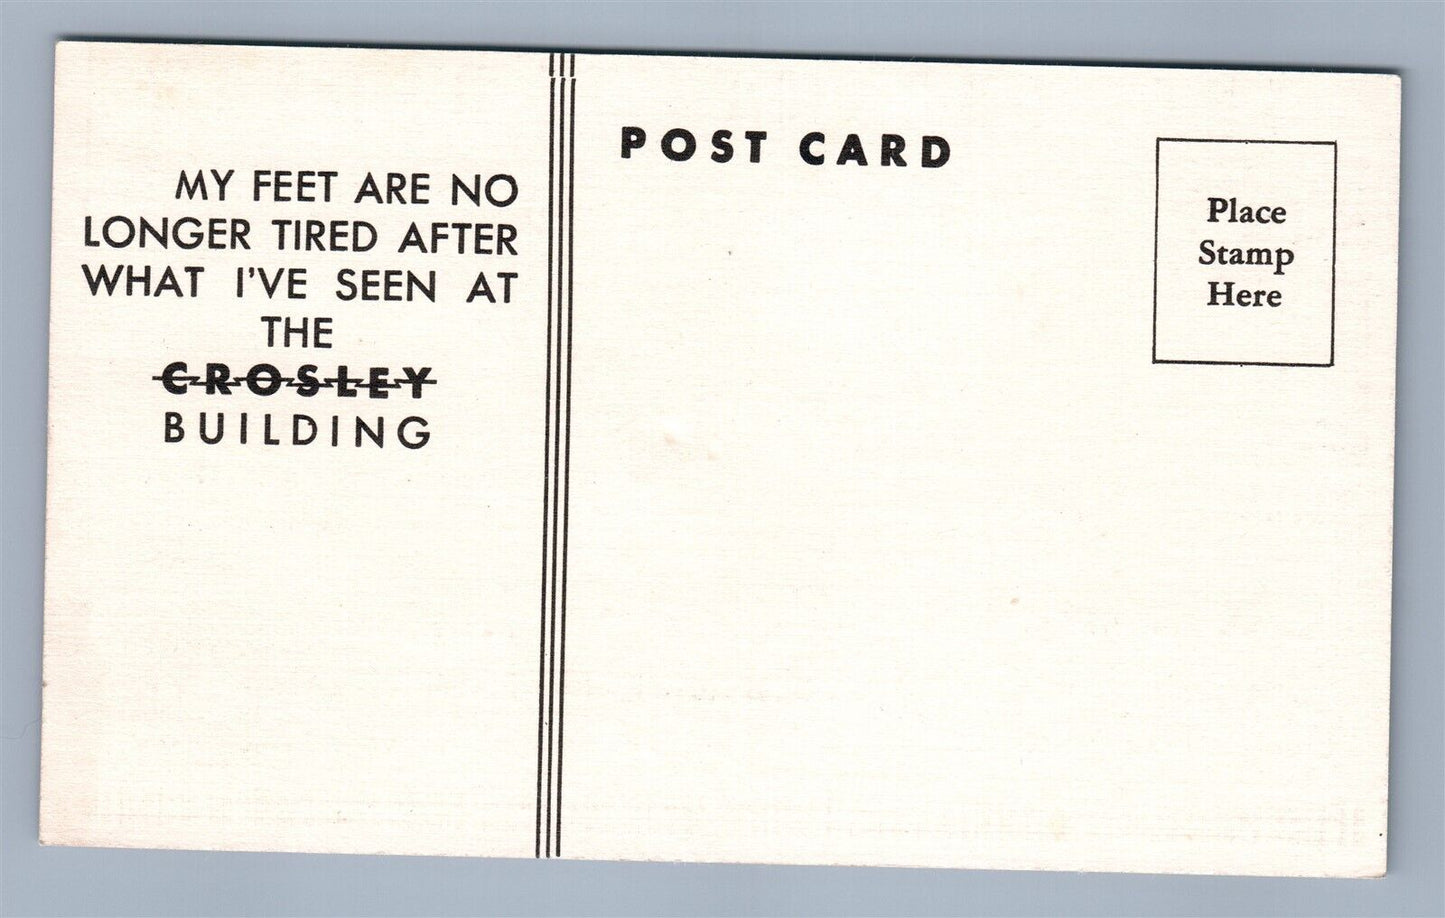 MY FEET ARE NO
LONGER TIRED AFTER
WHAT I'VE SEEN AT
THE
CROSLEY
BUILDING
POST CARD
Place
Stamp
Here